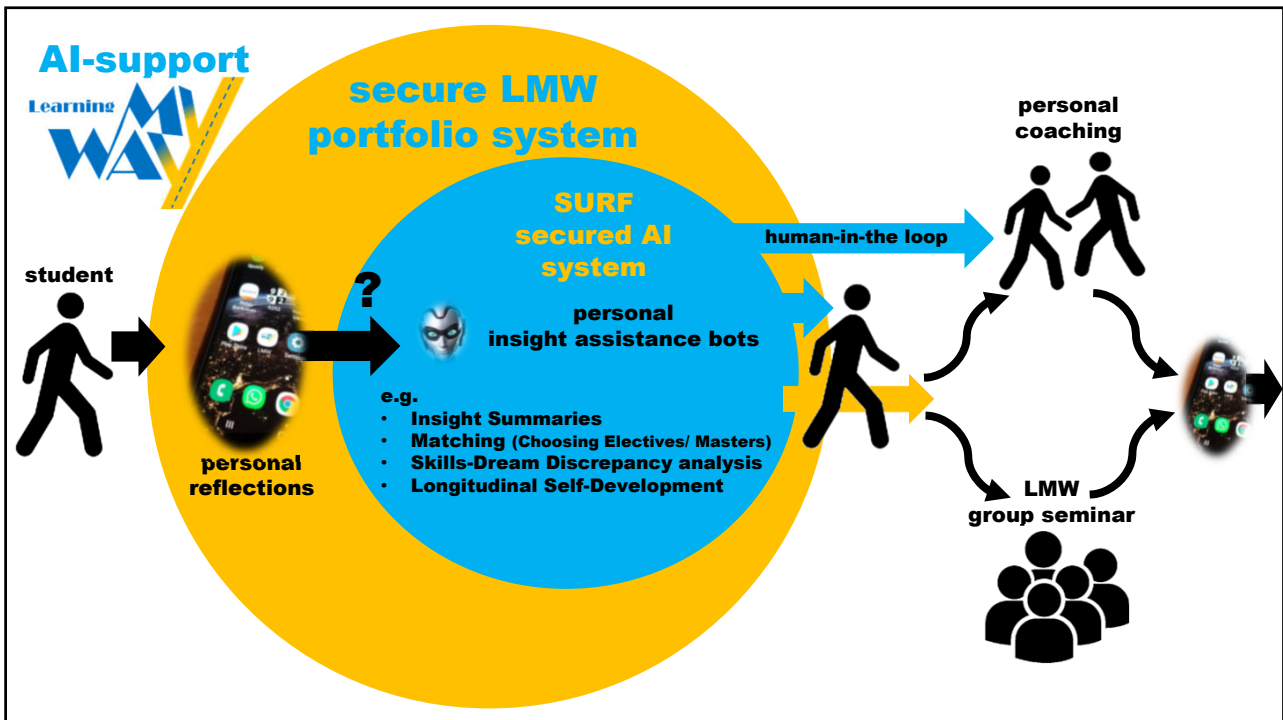 AI-support
Learning
MY
WAY
secure LMW
portfolio system
SURF
secured AI
system
personal
coaching
human-in-the loop
student
?
personal
insight assistance bots
e.g.
• Insight Summaries
• Matching (Choosing Electives/ Masters)
• Skills-Dream Discrepancy analysis
• Longitudinal Self-Development
personal
reflections
LMW
group seminar